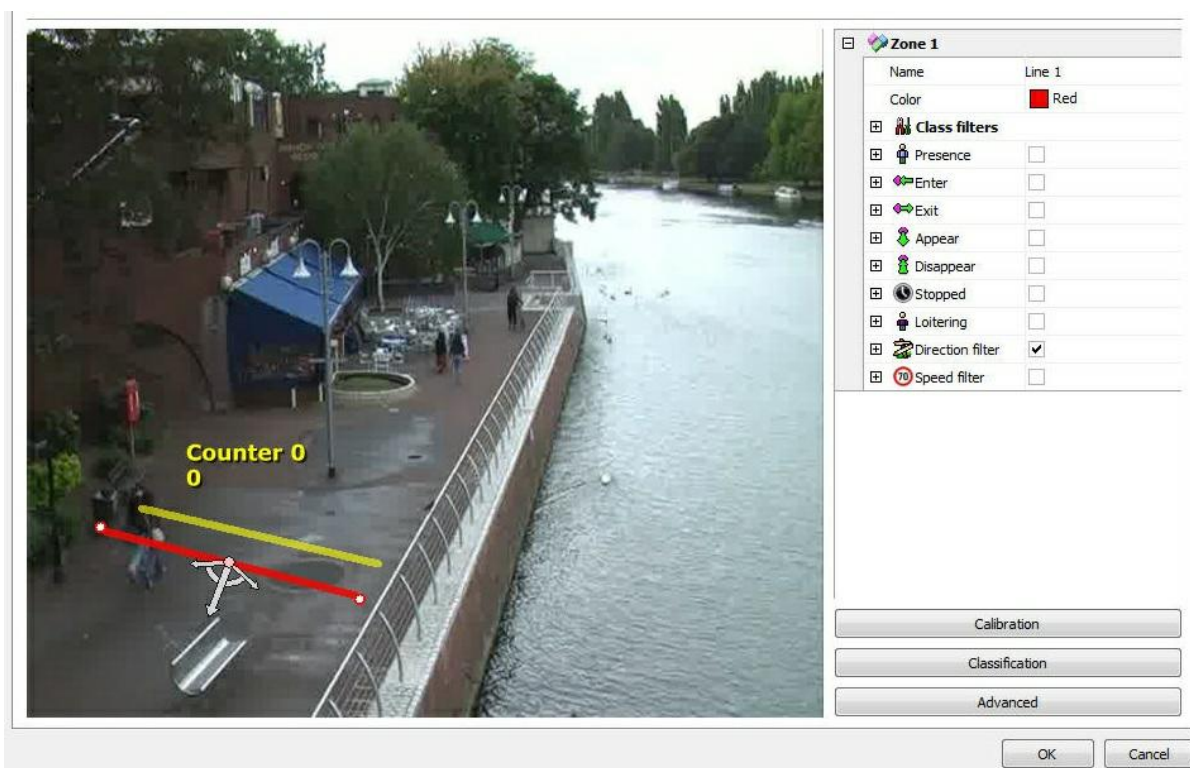 Counter 0
0
Zone 1
Name Line 1
Color Red
Class filters
Presence
Enter
Exit
Appear
Disappear
Stopped
Loitering
Direction filter
70 Speed filter
Calibration
Classification
Advanced
OK Cancel